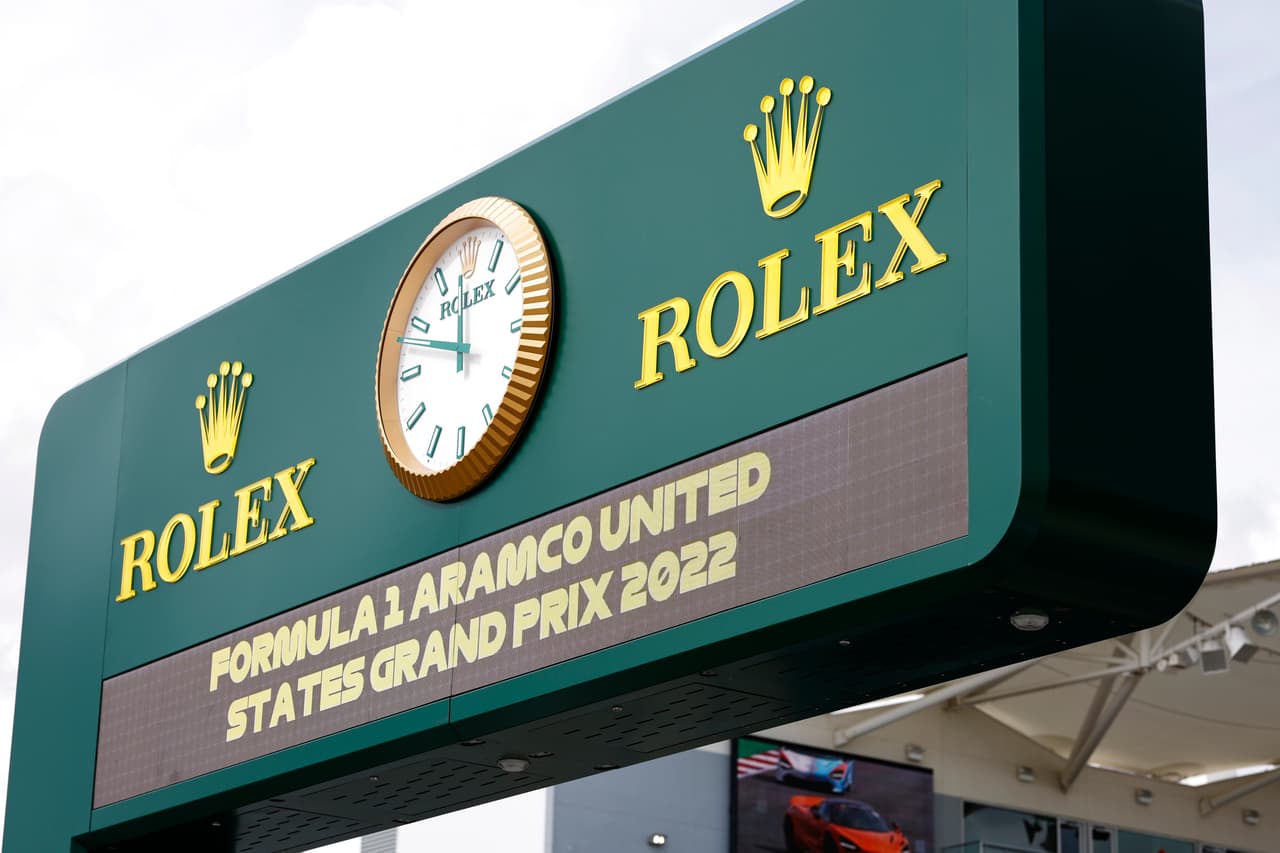 ROLEX
ROLEX
ROLEX
FORMULA 1 ARAMCO UNITED
STATES GRAND PRIX 2022